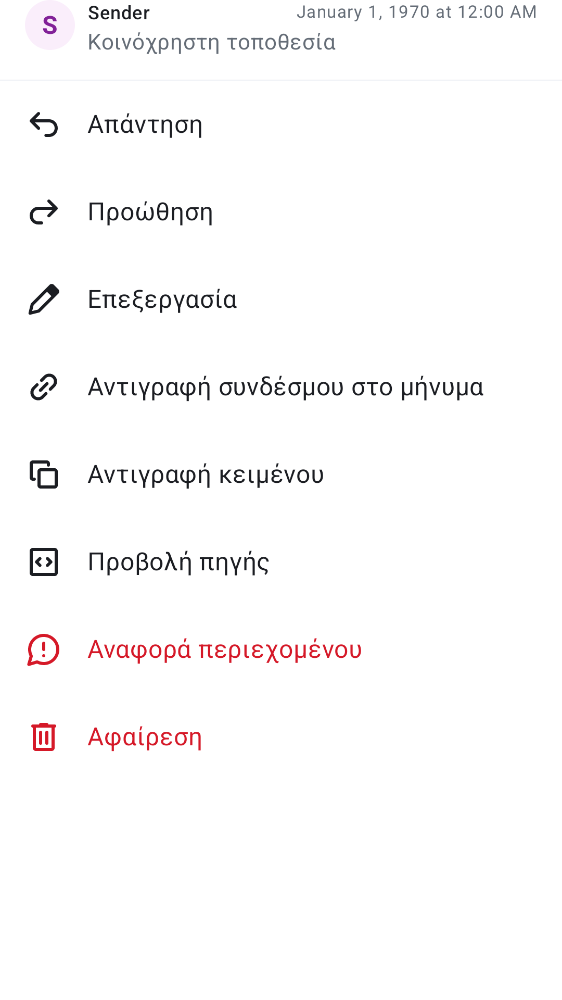 S
Sender
January 1, 1970 at 12:00 AM
Κοινόχρηστη τοποθεσία
Απάντηση
Προώθηση
Επεξεργασία
Αντιγραφή συνδέσμου στο μήνυμα
Αντιγραφή κειμένου
Προβολή πηγής
Αναφορά περιεχομένου
Αφαίρεση